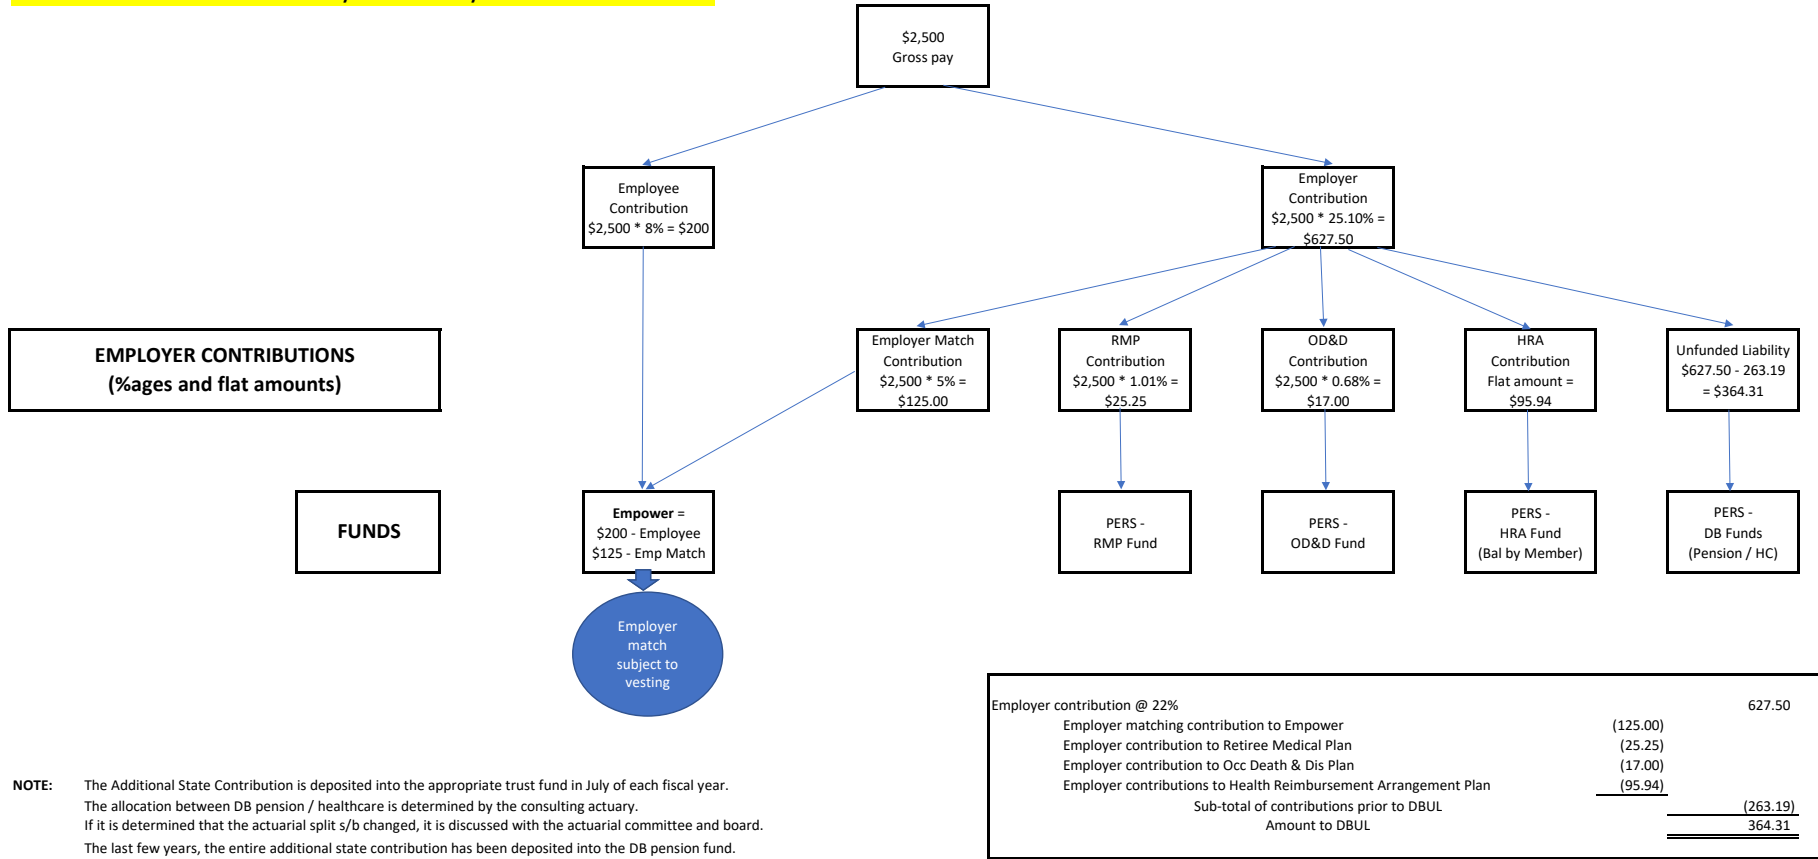 $2,500
Gross pay
Employee
Contribution
$2,500 * 8% = $200
Employer
Contribution
$2,500 * 25.10% =
$627.50
EMPLOYER CONTRIBUTIONS
(%ages and flat amounts)
Employer Match
Contribution
$2,500 * 5% =
$125.00
RMP
Contribution
$2,500 * 1.01% =
$25.25
OD&D
Contribution
$2,500 * 0.68% =
$17.00
HRA
Contribution
Flat amount =
$95.94
Unfunded Liability
$627.50 - 263.19
= $364.31
FUNDS
Empower =
$200 - Employee
$125 - Emp Match
PERS -
RMP Fund
PERS -
OD&D Fund
PERS -
HRA Fund
(Bal by Member)
PERS -
DB Funds
(Pension / HC)
Employer
match
subject to
vesting
Employer contribution @ 22% 627.50
Employer matching contribution to Empower (125.00)
Employer contribution to Retiree Medical Plan (25.25)
Employer contribution to Occ Death & Dis Plan (17.00)
Employer contributions to Health Reimbursement Arrangement Plan (95.94)
Sub-total of contributions prior to DBUL (263.19)
Amount to DBUL 364.31
NOTE: The Additional State Contribution is deposited into the appropriate trust fund in July of each fiscal year.
The allocation between DB pension / healthcare is determined by the consulting actuary.
If it is determined that the actuarial split s/b changed, it is discussed with the actuarial committee and board.
The last few years, the entire additional state contribution has been deposited into the DB pension fund.